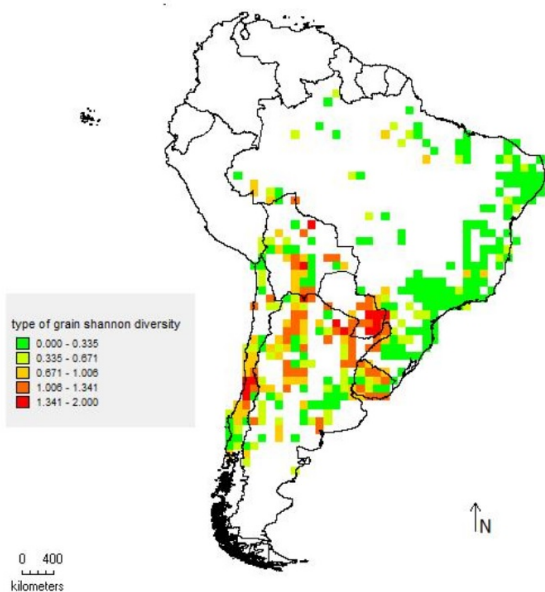 type of grain shannon diversity
0.000 - 0.335
0.335 - 0.671
0.671 - 1.006
1.006 - 1.341
1.341 - 2.000
N
0 400
kilometers